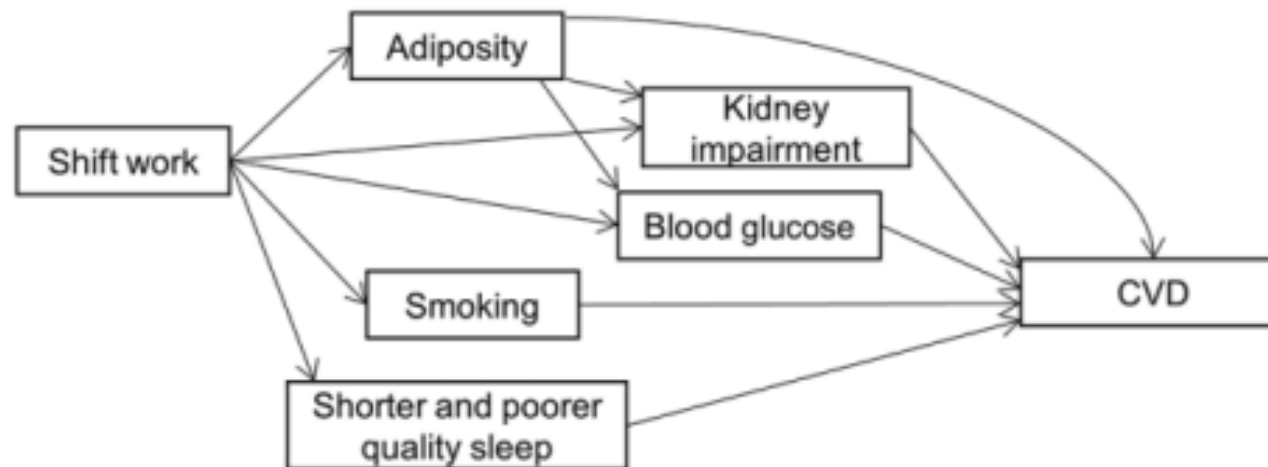 Adiposity
Kidney
impairment
Shift work
Blood glucose
CVD
Smoking
Shorter and poorer
quality sleep